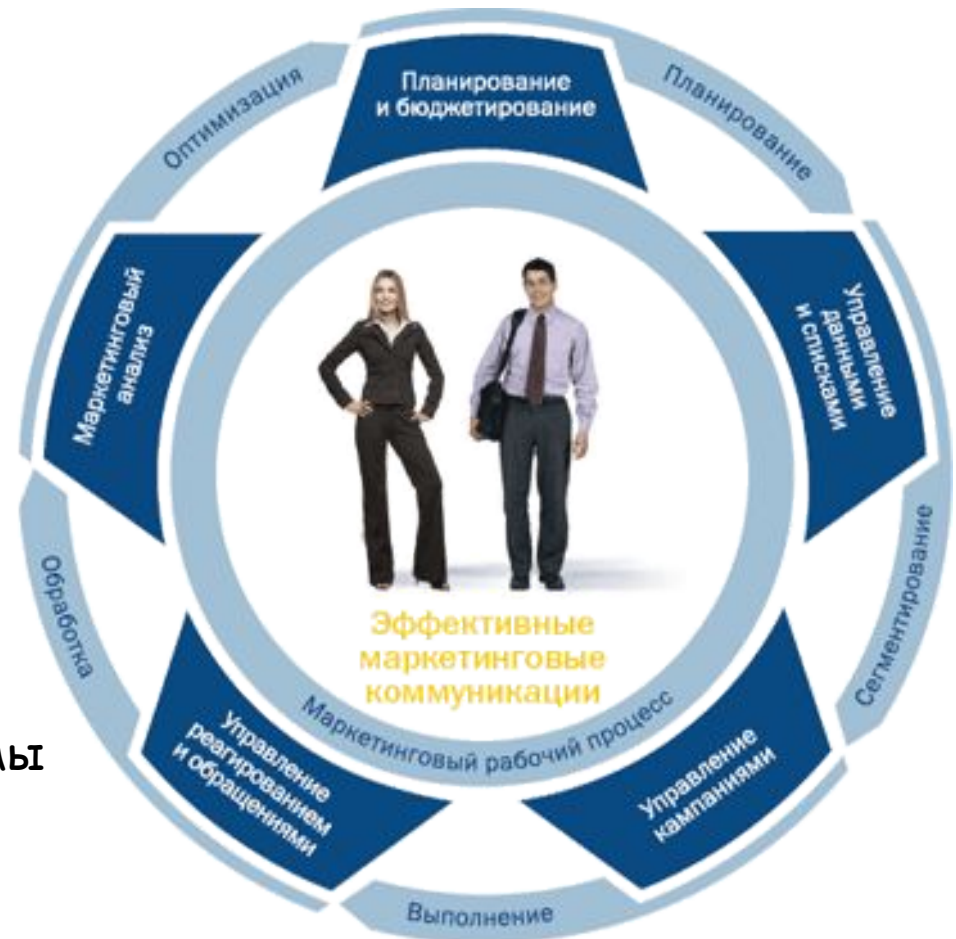 Планирование
и бюджетирование
Планирование
Управление
данными
и списками
Сегментирование
Управление
кампаниями
Выполнение
Управление
реагированием
и обращениями
Обработка
Маркетинговый
анализ
Оптимизация
Эффективные
маркетинговые
коммуникации
Маркетинговый рабочий процесс